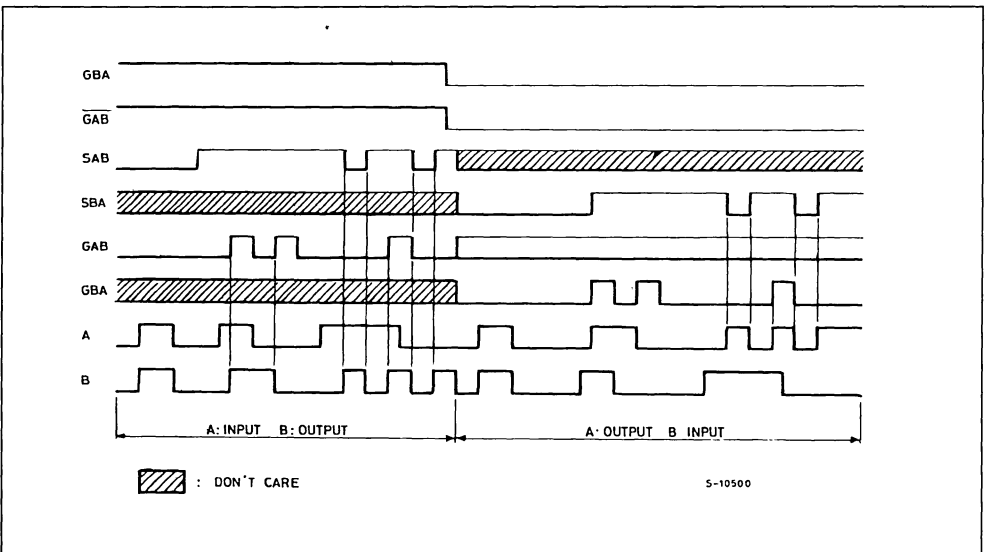 GBA
GAB
SAB
SBA
GAB
GBA
A
B
A: INPUT B: OUTPUT
A· OUTPUT B INPUT
: DON'T CARE
S-10500